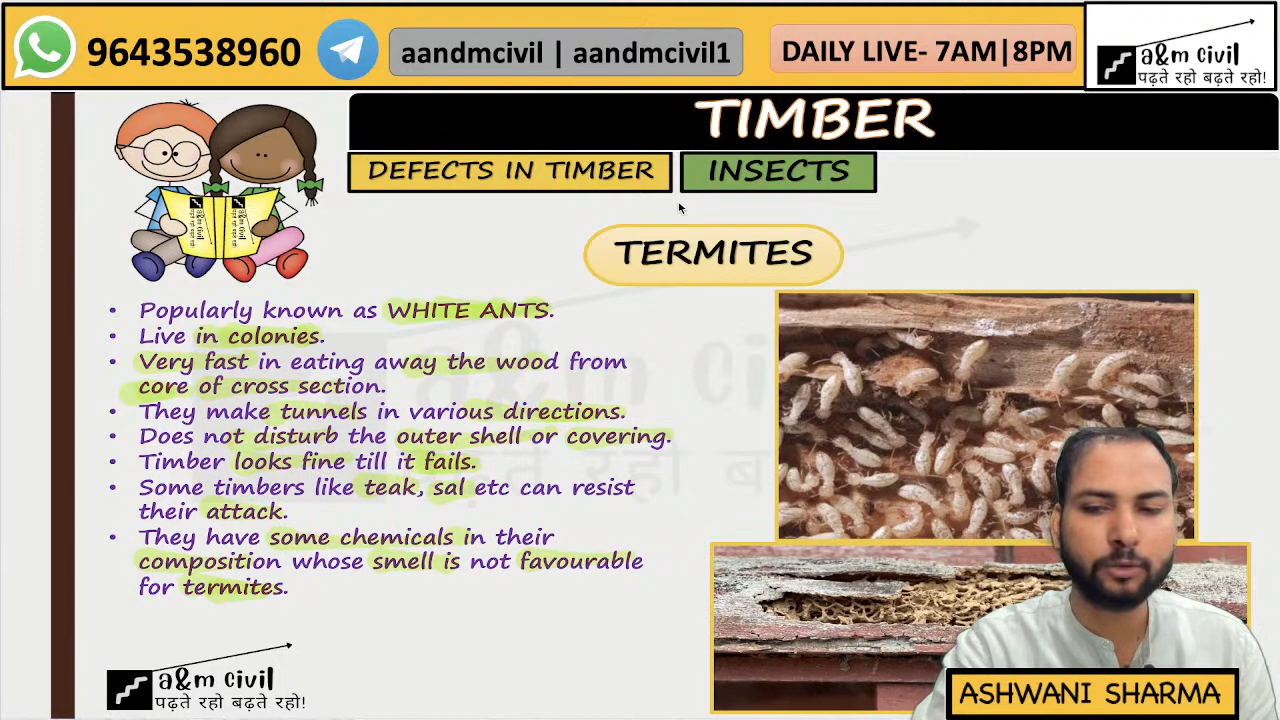 9643538960
aandmcivil | aandmcivil1
DAILY LIVE- 7AM|8PM
a&m civil
पढ़ते रहो बढ़ते रहो!
TIMBER
DEFECTS IN TIMBER
INSECTS
TERMITES
• Popularly known as WHITE ANTS.
• Live in colonies.
• Very fast in eating away the wood from
core of cross section.
• They make tunnels in various directions.
• Does not disturb the outer shell or covering.
• Timber looks fine till it fails.
• Some timbers like teak, sal etc can resist
their attack.
• They have some chemicals in their
composition whose smell is not favourable
for termites.
a&m civil
पढ़ते रहो बढ़ते रहो!
ASHWANI SHARMA